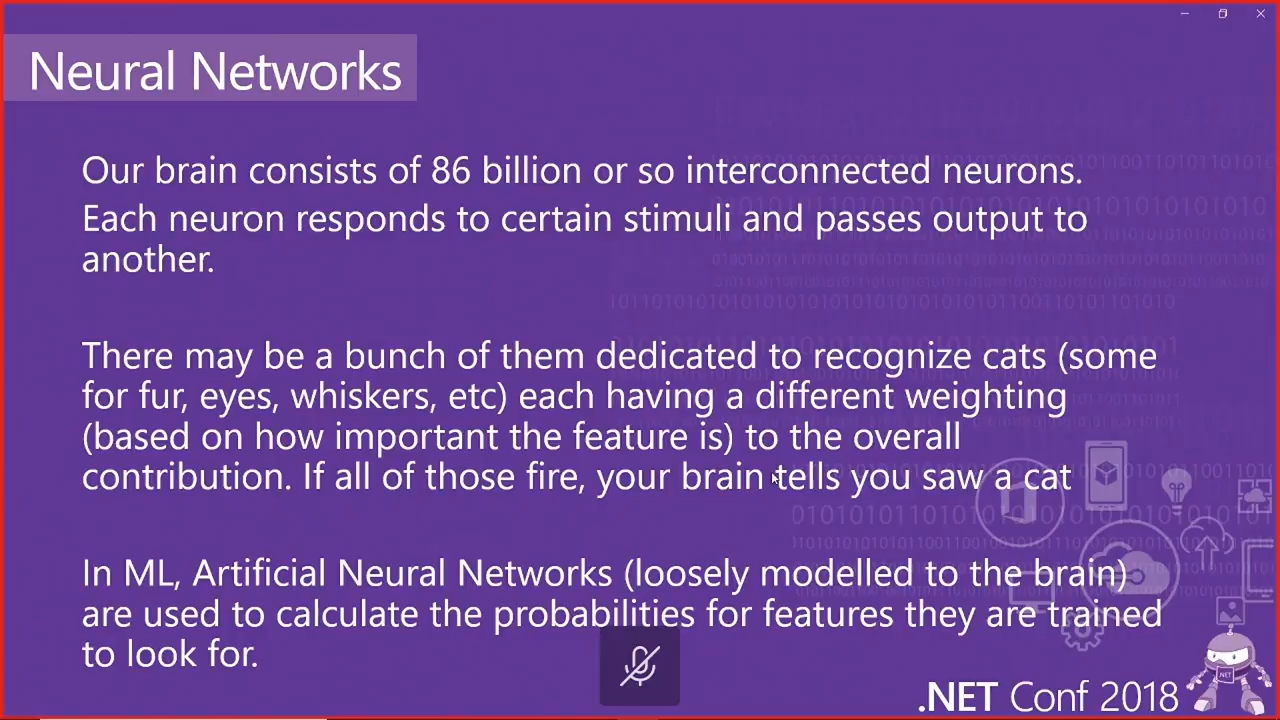 Neural Networks
Our brain consists of 86 billion or so interconnected neurons.
Each neuron responds to certain stimuli and passes output to
another.
There may be a bunch of them dedicated to recognize cats (some
for fur, eyes, whiskers, etc) each having a different weighting
(based on how important the feature is) to the overall
contribution. If all of those fire, your brain tells you saw a cat
In ML, Artificial Neural Networks (loosely modelled to the brain)
are used to calculate the probabilities for features they are trained
to look for.
.NET Conf 2018
.NET